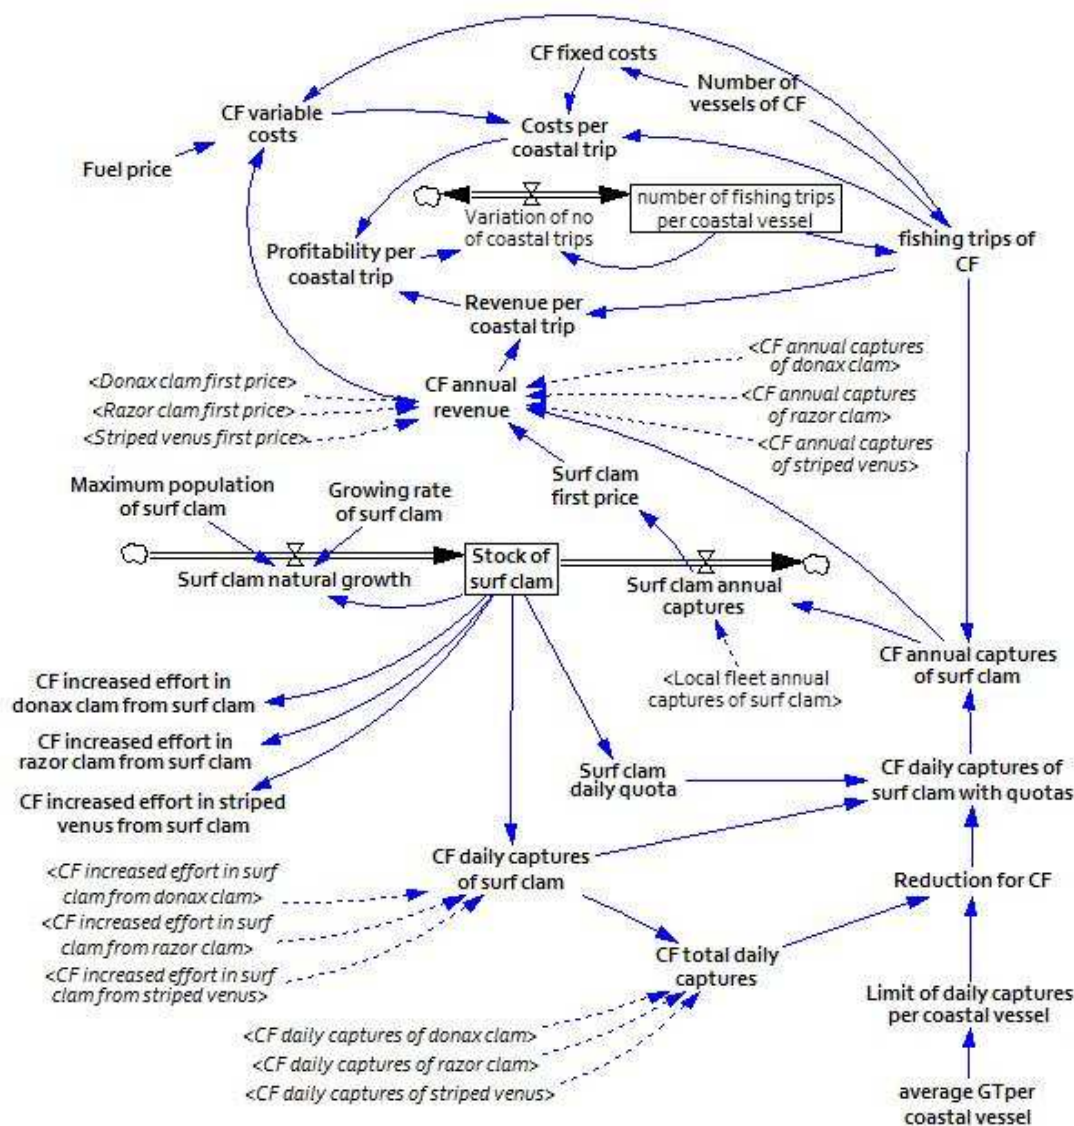 CF fixed costs
Number of
vessels of CF
CF variable
costs
Costs per
coastal trip
Fuel price
number of fishing trips
per coastal vessel
Variation of no
of coastal trips
fishing trips of
CF
Profitability per
coastal trip
Revenue per
coastal trip
<CF annual captures
of donax clam>
<Donax clam first price>
CF annual
revenue
<CF annual captures
of razor clam>
<Razor clam first price>
<Striped venus first price>
<CF annual captures
of striped venus>
Maximum population
of surf clam
Growing rate
of surf clam
Surf clam
first price
Stock of
surf clam
Surf clam natural growth
Surf clam annual
captures
CF annual captures
of surf clam
<Local fleet annual
captures of surf clam>
CF increased effort in
donax clam from surf clam
CF increased effort in
razor clam from surf clam
CF increased effort in striped
venus from surf clam
Surf clam
daily quota
CF daily captures of
surf clam with quotas
CF daily captures
of surf clam
<CF increased effort in surf
clam from donax clam>
<CF increased effort in surf
clam from razor clam>
<CF increased effort in surf
clam from striped venus>
Reduction for CF
CF total daily
captures
Limit of daily captures
per coastal vessel
<CF daily captures of donax clam>
<CF daily captures of razor clam>
<CF daily captures of striped venus>
average GT per
coastal vessel